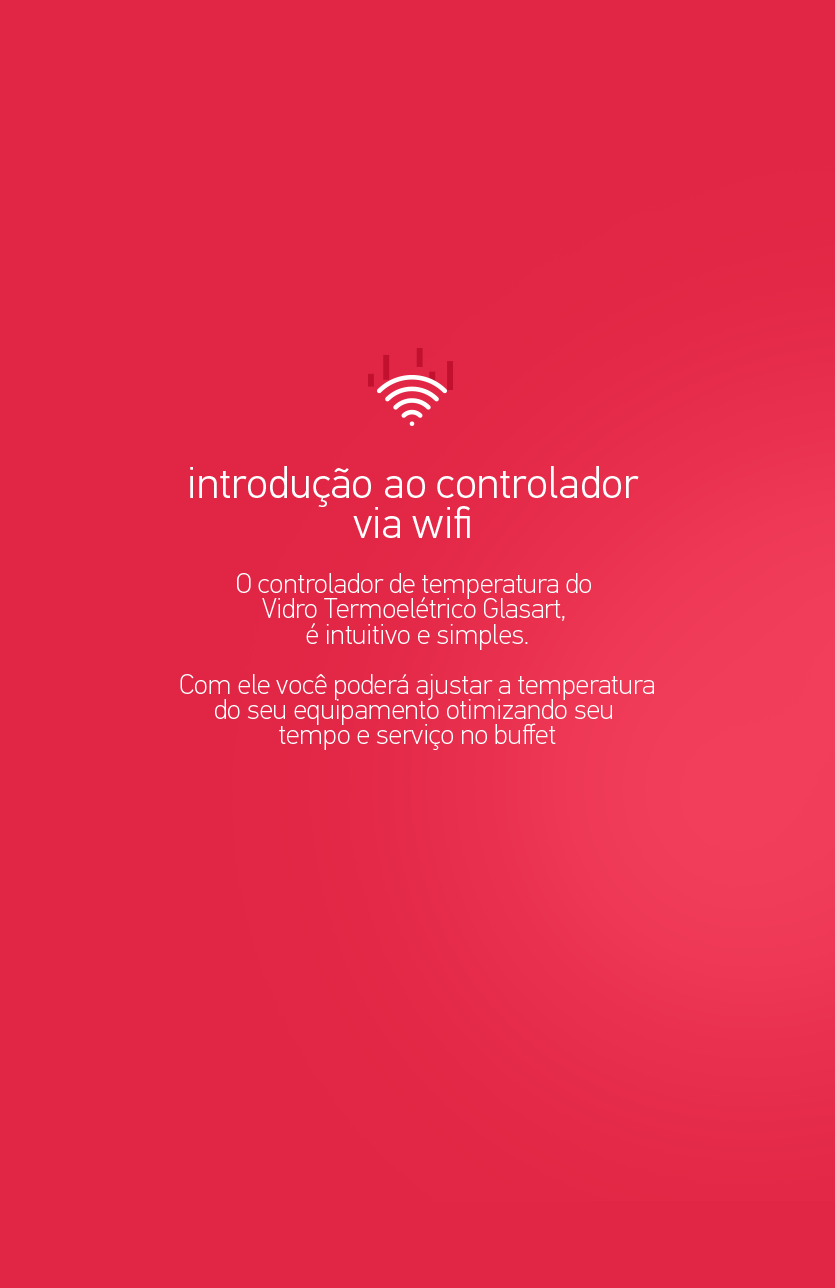 introdução ao controlador
via wifi
O controlador de temperatura do
Vidro Termoelétrico Glasart,
é intuitivo e simples.
Com ele você poderá ajustar a temperatura
do seu equipamento otimizando seu
tempo e serviço no buffet